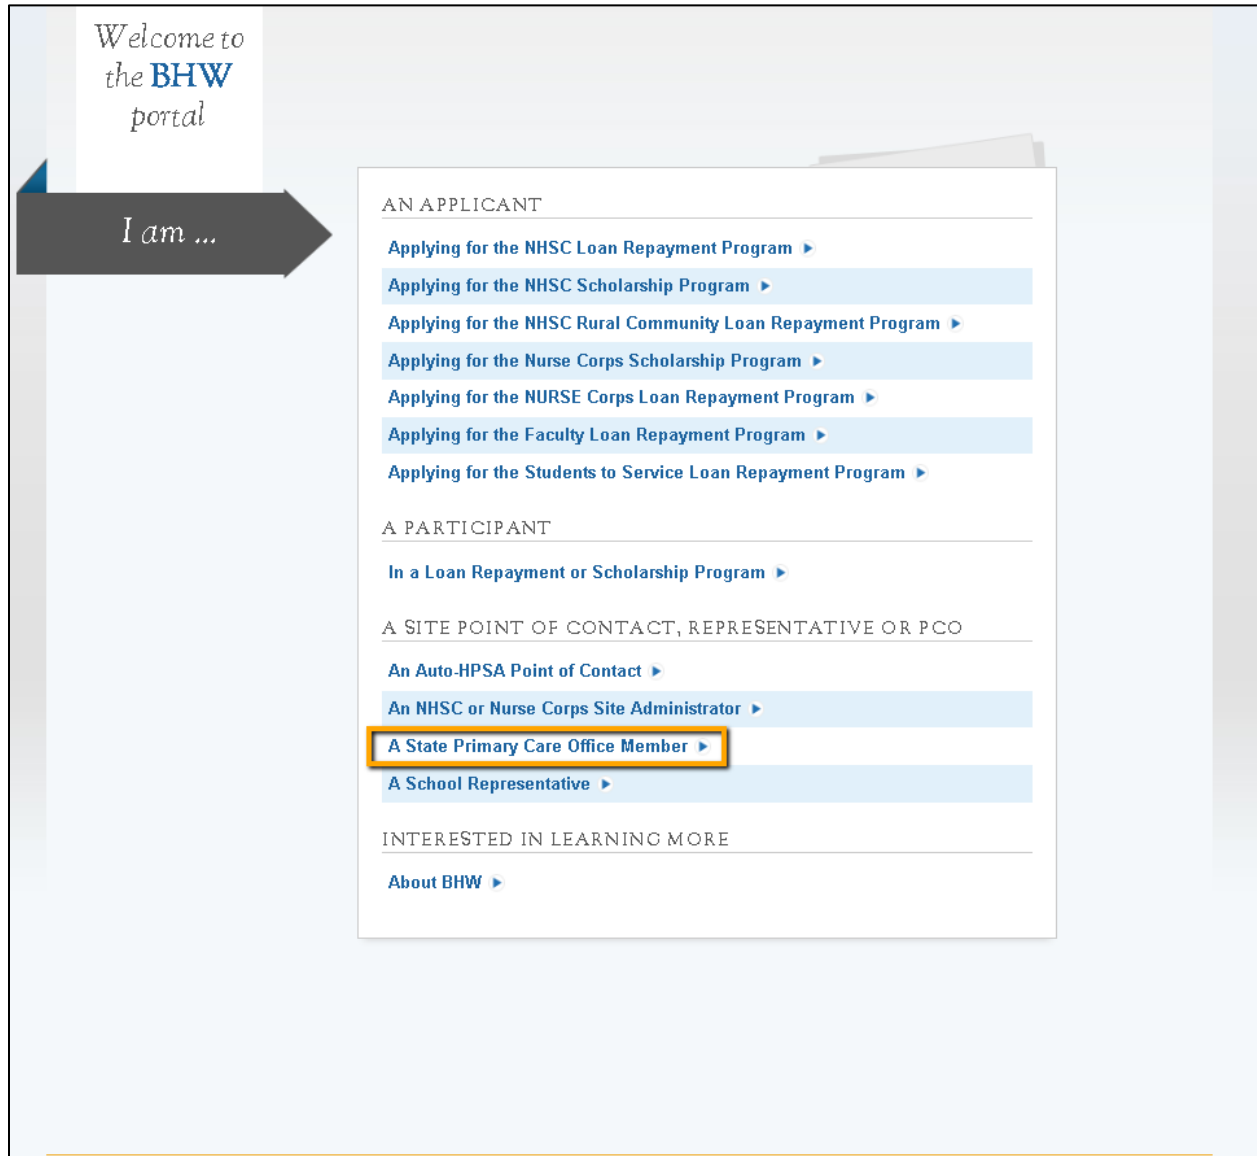 Welcome to
the BHW
portal
I am ...
AN APPLICANT
Applying for the NHSC Loan Repayment Program
Applying for the NHSC Scholarship Program
Applying for the NHSC Rural Community Loan Repayment Program
Applying for the Nurse Corps Scholarship Program
Applying for the NURSE Corps Loan Repayment Program
Applying for the Faculty Loan Repayment Program
Applying for the Students to Service Loan Repayment Program
A PARTICIPANT
In a Loan Repayment or Scholarship Program
A SITE POINT OF CONTACT, REPRESENTATIVE OR PCO
An Auto-HPSA Point of Contact
An NHSC or Nurse Corps Site Administrator
A State Primary Care Office Member
A School Representative
INTERESTED IN LEARNING MORE
About BHW